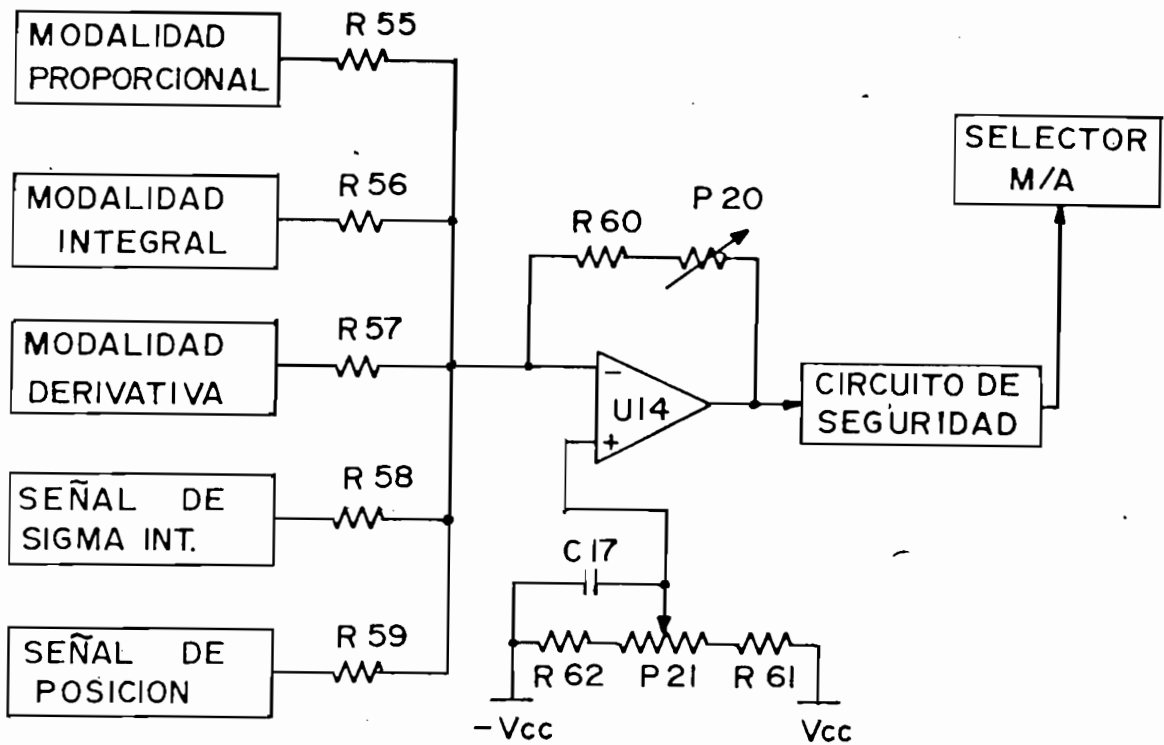 MODALIDAD
PROPORCIONAL
R 55
MODALIDAD
INTEGRAL
R 56
MODALIDAD
DERIVATIVA
R 57
SEÑAL DE
SIGMA INT.
R 58
SEÑAL DE
POSICION
R 59
R 60
P 20
-
U14
+
C 17
R 62
P 21
R 61
-Vcc
Vcc
CIRCUITO DE
SEGURIDAD
SELECTOR
M/A